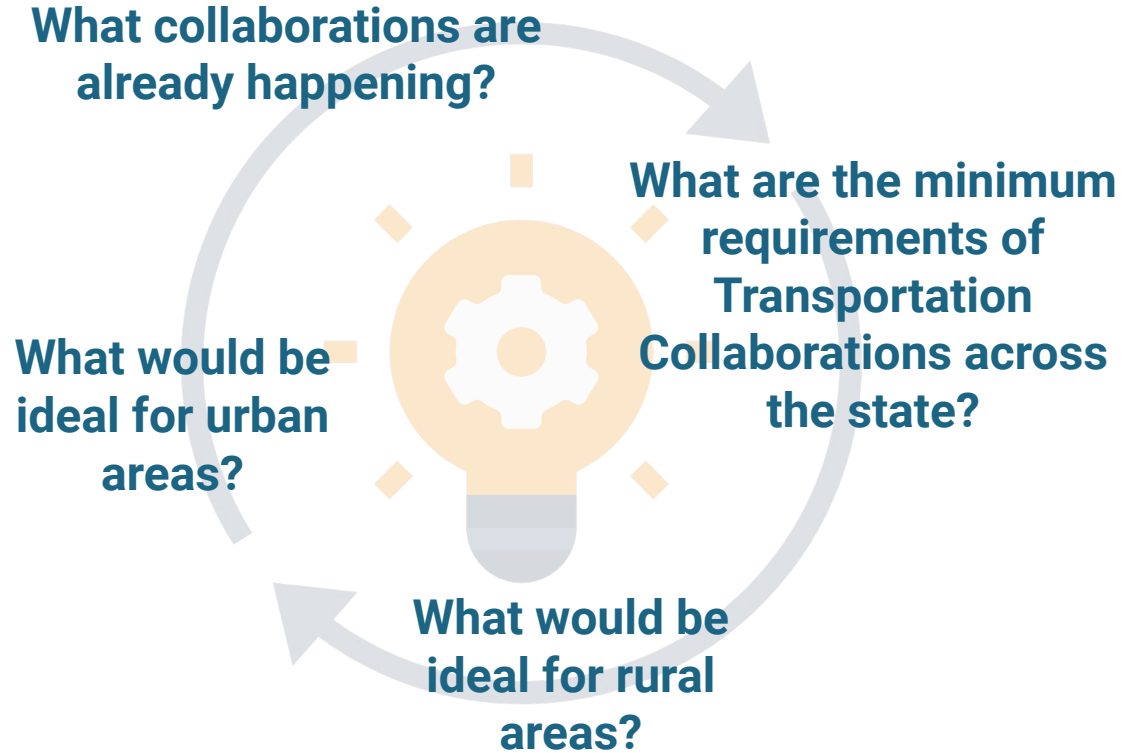 What collaborations are
already happening?
What are the minimum
requirements of
Transportation
Collaborations across
the state?
What would be
ideal for urban
areas?
What would be
ideal for rural
areas?